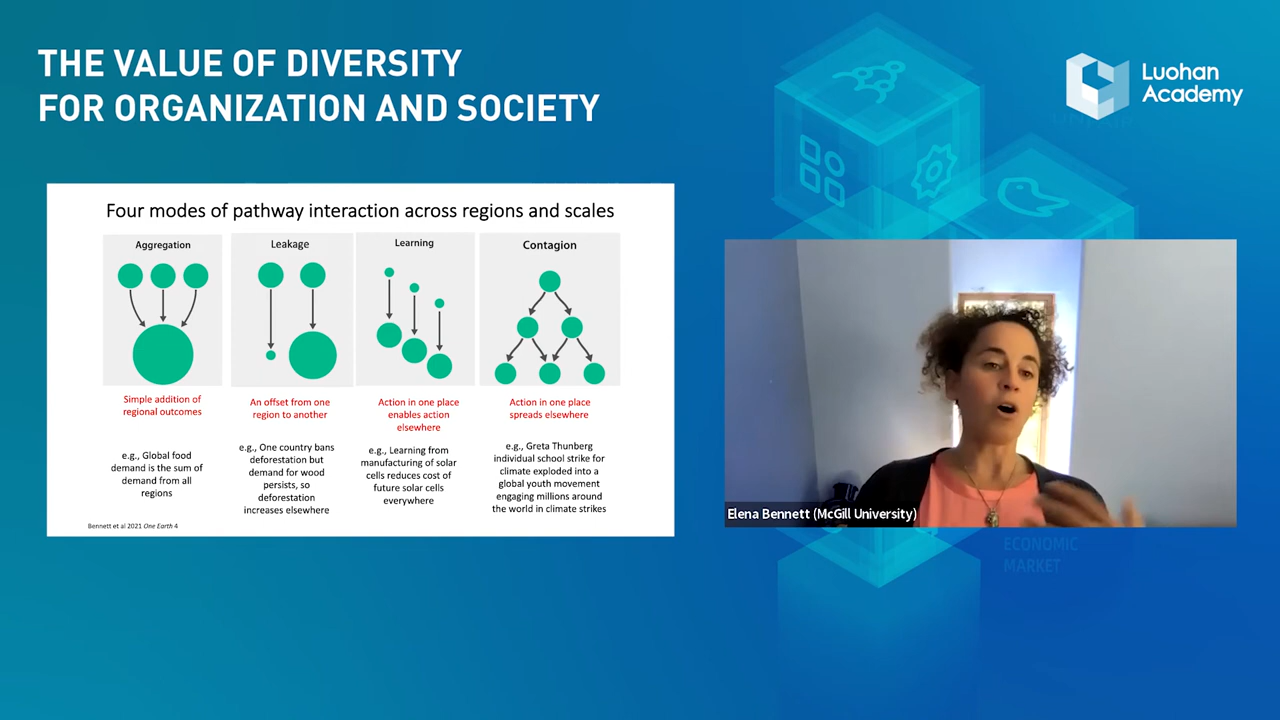 THE VALUE OF DIVERSITY
FOR ORGANIZATION AND SOCIETY
Luohan
Academy
Four modes of pathway interaction across regions and scales
Aggregation
Simple addition of
regional outcomes
e.g., Global food
demand is the sum of
demand from all
regions
Leakage
An offset from one
region to another
e.g., One country bans
deforestation but
demand for wood
persists, so
deforestation
increases elsewhere
Learning
Action in one place
enables action
elsewhere
e.g., Learning from
manufacturing of solar
cells reduces cost of
future solar cells
everywhere
Contagion
Action in one place
spreads elsewhere
e.g., Greta Thunberg
individual school strike for
climate exploded into a
global youth movement
engaging millions around
the world in climate strikes
Bennett et al 2021 One Earth 4
Elena Bennett (McGill University)
ECONOMIC
MARKET